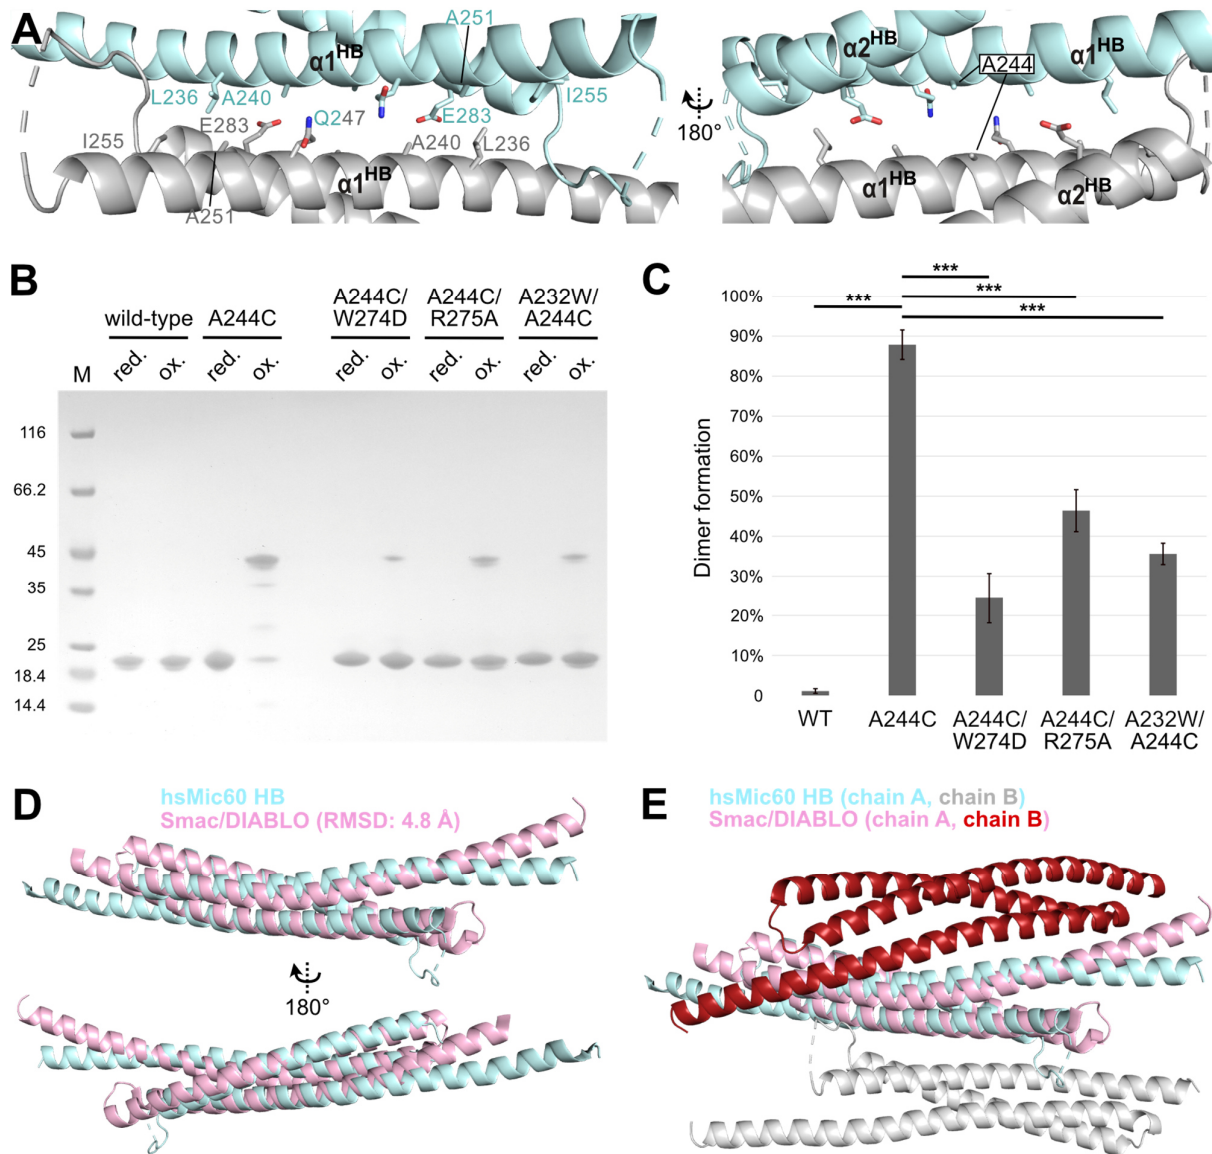 A
A251
α1HB
L236
A240
I255
E283
E283
Q247
I255
A240
L236
α1HB
A251
180°
α2HB
α1HB
A244
α1HB
α2HB
B
wild-type
A244C
A244C/
W274D
A244C/
R275A
A232W/
A244C
M
red.
ox.
red.
ox.
red.
ox.
red.
ox.
red.
ox.
116
66.2
45
35
25
18.4
14.4
C
***
***
***
***
100%
90%
80%
70%
60%
50%
40%
30%
20%
10%
0
Dimer formation
WT
A244C
A244C/
W274D
A244C/
R275A
A232W/
A244C
D
hsMic60 HB
Smac/DIABLO (RMSD: 4.8 Å)
180°
E
hsMic60 HB (chain A, chain B)
Smac/DIABLO (chain A, chain B)